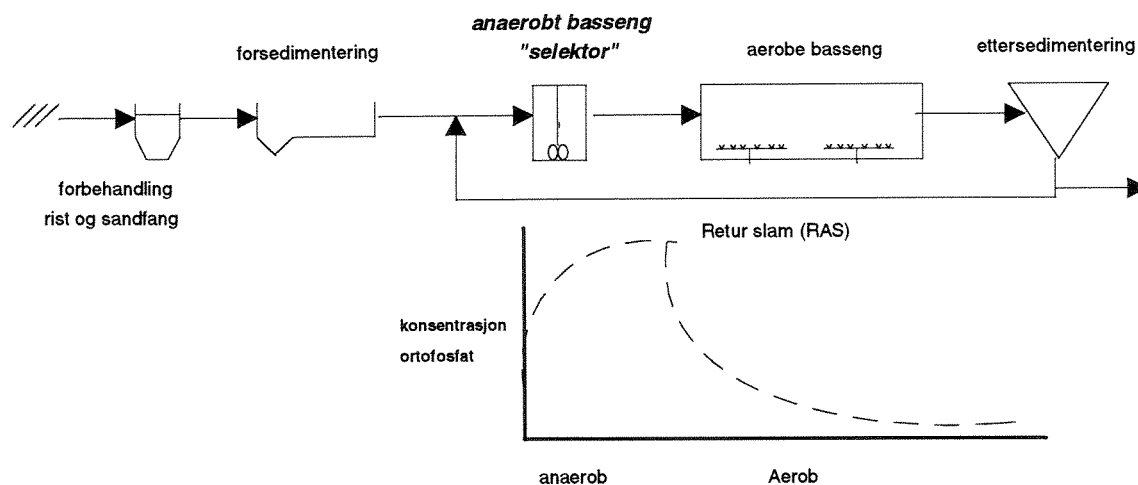 anaerobt basseng
"selektor"
forsedimentering
aerobe basseng
ettersedimentering
forbehandling
rist og sandfang
Retur slam (RAS)
konsentrasjon
ortofosfat
anaerob
Aerob